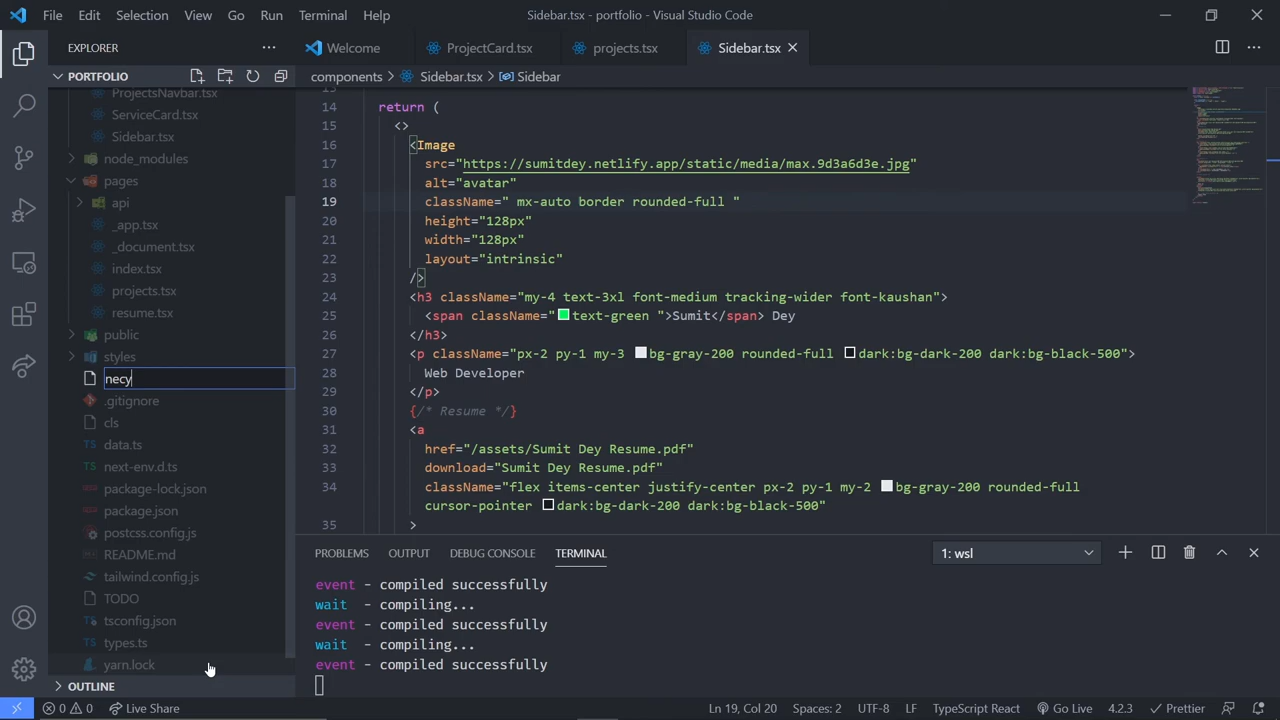 File Edit Selection View Go Run Terminal Help
Sidebar.tsx - portfolio - Visual Studio Code
EXPLORER
PORTFOLIO
ProjectsNavbar.tsx
ServiceCard.tsx
Sidebar.tsx
node_modules
pages
api
_app.tsx
_document.tsx
index.tsx
projects.tsx
resume.tsx
public
styles
necy
.gitignore
cls
data.ts
next-env.d.ts
package-lock.json
package.json
postcss.config.js
README.md
tailwind.config.js
TODO
tsconfig.json
types.ts
yarn.lock
OUTLINE
Welcome ProjectCard.tsx projects.tsx Sidebar.tsx
components > Sidebar.tsx > Sidebar
14 return (
15 <>
16 <Image
17 src="https://sumitdey.netlify.app/static/media/max.9d3a6d3e.jpg"
18 alt="avatar"
19 className=" mx-auto border rounded-full "
20 height="128px"
21 width="128px"
22 layout="intrinsic"
23 />
24 <h3 className="my-4 text-3xl font-medium tracking-wider font-kaushan">
25 <span className="text-green ">Sumit</span> Dey
26 </h3>
27 <p className="px-2 py-1 my-3 bg-gray-200 rounded-full dark:bg-dark-200 dark:bg-black-500">
28 Web Developer
29 </p>
30 {/* Resume */}
31 <a
32 href="/assets/Sumit Dey Resume.pdf"
33 download="Sumit Dey Resume.pdf"
34 className="flex items-center justify-center px-2 py-1 my-2 bg-gray-200 rounded-full
cursor-pointer dark:bg-dark-200 dark:bg-black-500"
35 >
PROBLEMS OUTPUT DEBUG CONSOLE TERMINAL 1: wsl
event - compiled successfully
wait - compiling...
event - compiled successfully
wait - compiling...
event - compiled successfully
0 0 Live Share Ln 19, Col 20 Spaces: 2 UTF-8 LF TypeScript React Go Live 4.2.3 Prettier